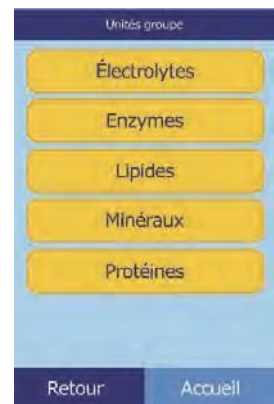 Unités groupe
Électrolytes
Enzymes
Lipides
Minéraux
Protéines
Retour Accueil